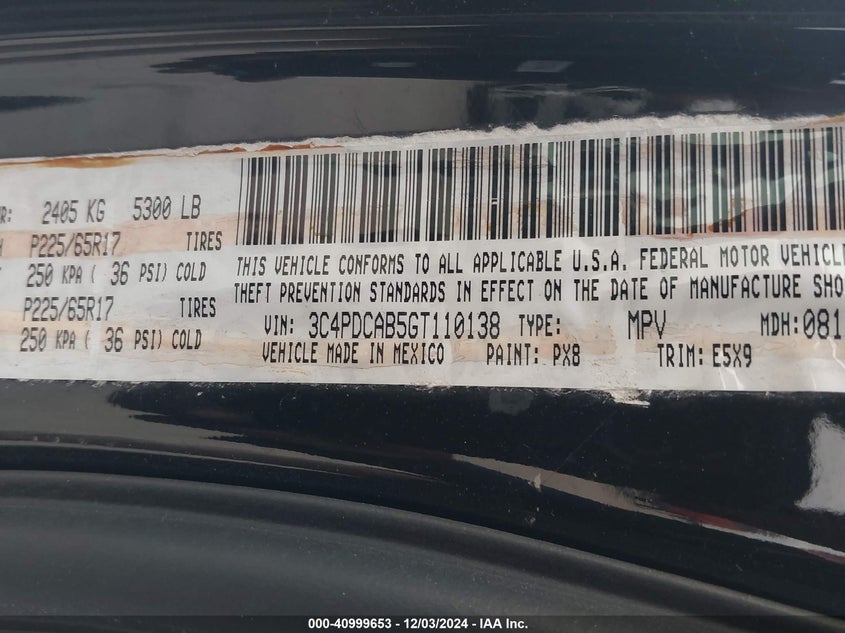 R: 2405 KG 5300 LB
P225/65R17 TIRES
250 KPA ( 36 PSI) COLD
P225/65R17 TIRES
250 KPA ( 36 PSI) COLD
THIS VEHICLE CONFORMS TO ALL APPLICABLE U.S.A. FEDERAL MOTOR VEHICLE
THEFT PREVENTION STANDARDS IN EFFECT ON THE DATE OF MANUFACTURE SHO
VIN: 3C4PDCAB5GT110138 TYPE: MPV MDH:081
VEHICLE MADE IN MEXICO PAINT: PX8 TRIM: E5X9
000-40999653 - 12/03/2024 - IAA Inc.